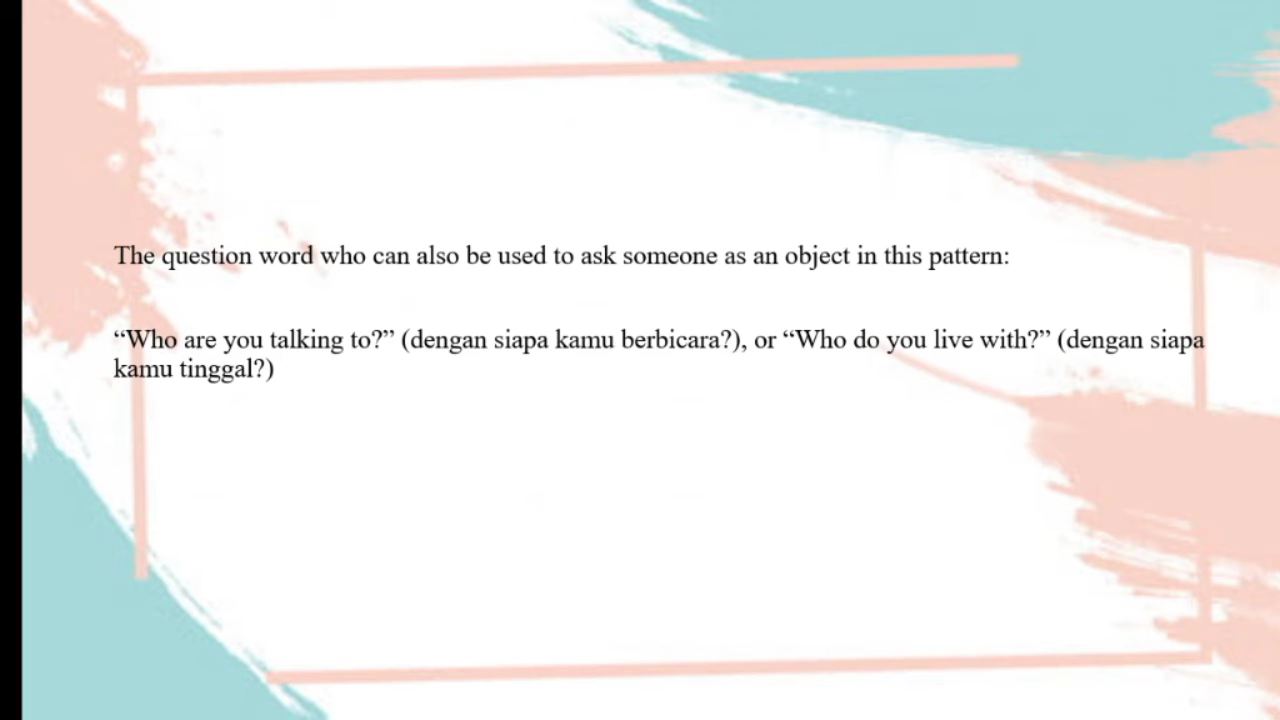 The question word who can also be used to ask someone as an object in this pattern:
“Who are you talking to?” (dengan siapa kamu berbicara?), or “Who do you live with?” (dengan siapa
kamu tinggal?)